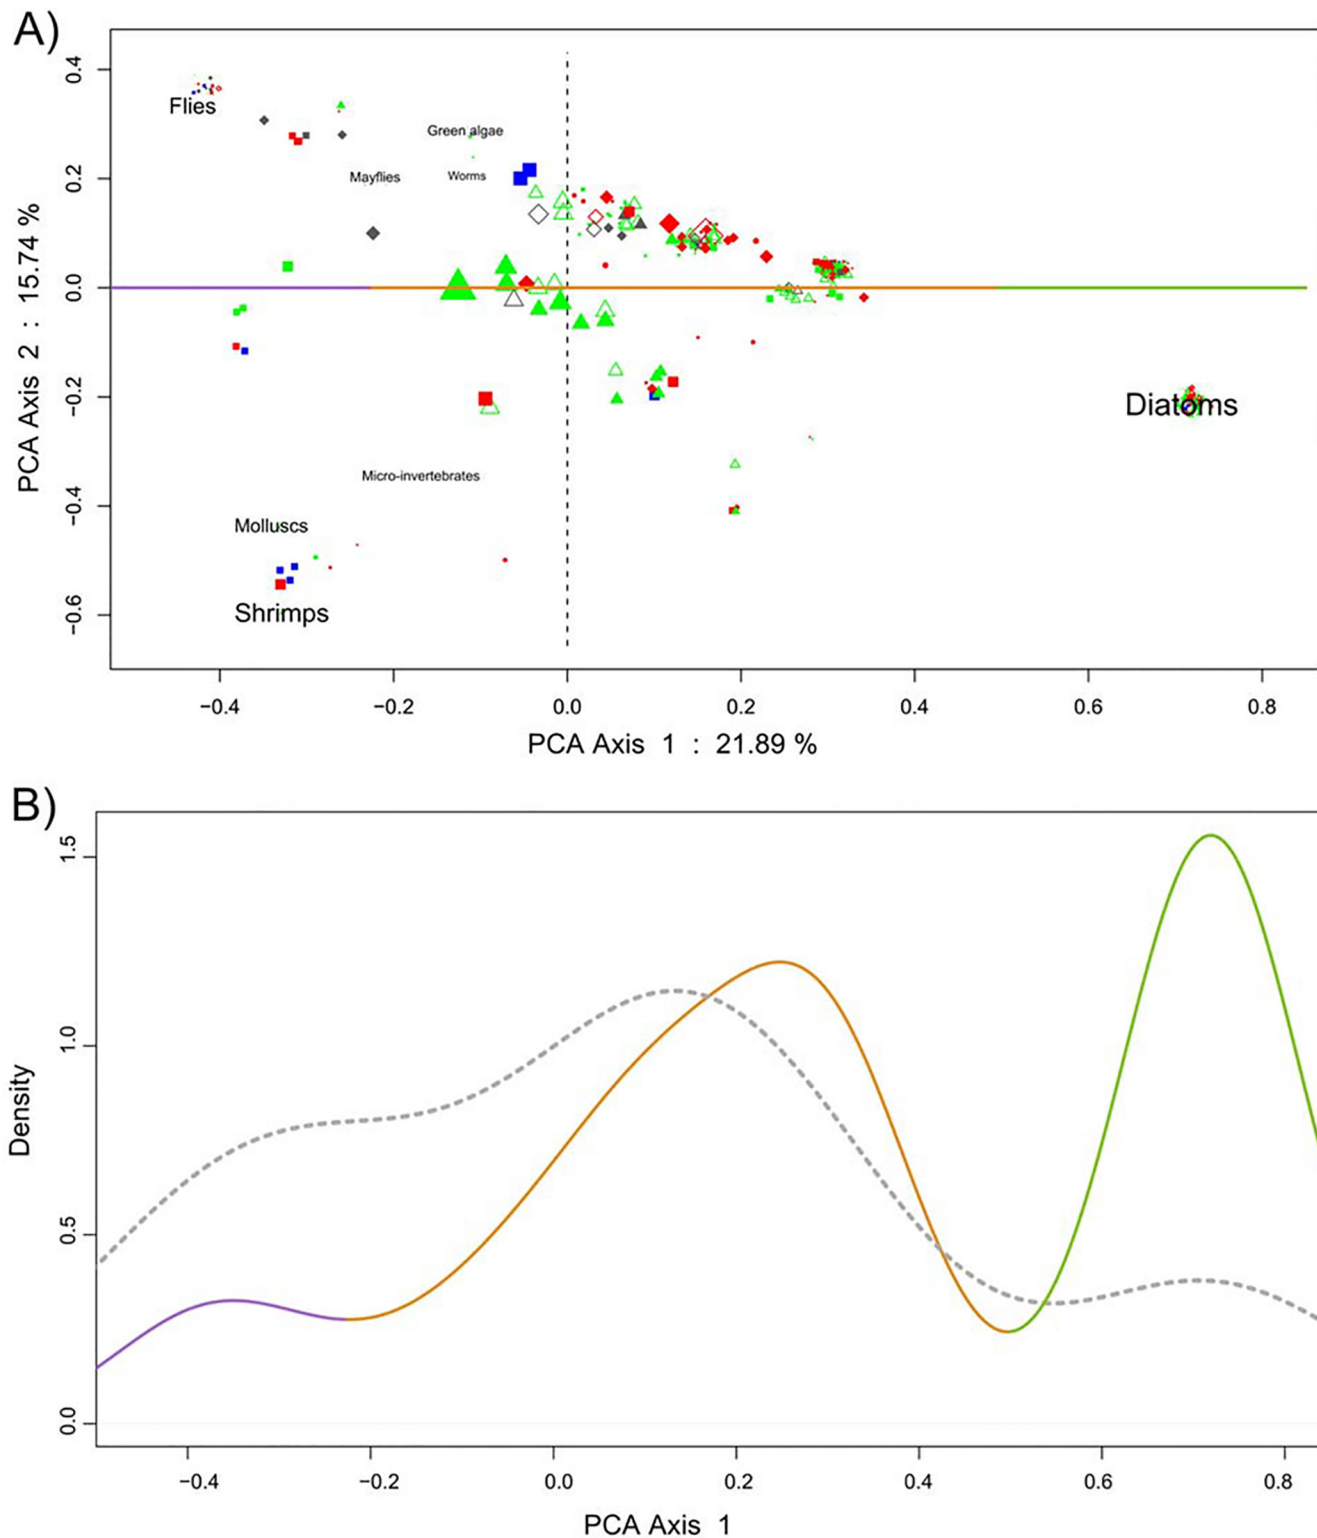 A)
0.4
0.2
0.0
−0.2
−0.4
−0.6
PCA Axis 2 : 15.74 %
Flies
Green algae
Mayflies
Worms
Diatoms
Micro-invertebrates
Molluscs
Shrimps
−0.4 −0.2 0.0 0.2 0.4 0.6 0.8
PCA Axis 1 : 21.89 %
B)
1.5
1.0
0.5
0.0
Density
−0.4 −0.2 0.0 0.2 0.4 0.6 0.8
PCA Axis 1